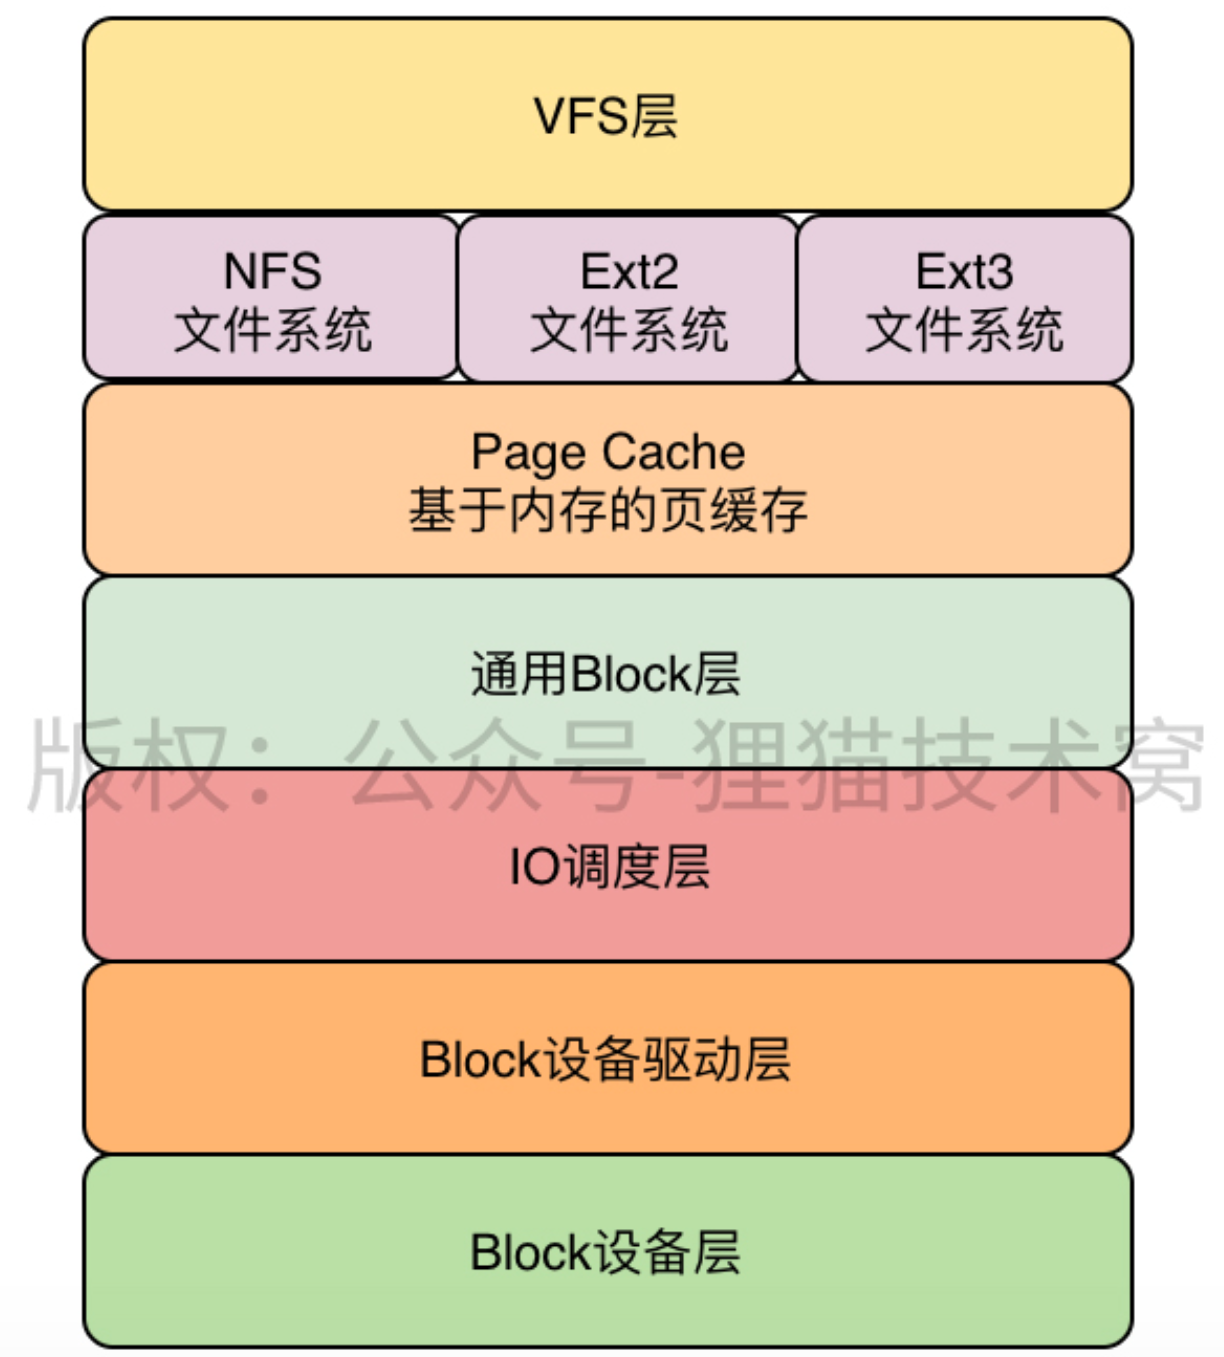 VFS层
NFS
文件系统
Ext2
文件系统
Ext3
文件系统
Page Cache
基于内存的页缓存
通用Block层
版权：公众号-狸猫技术窝
IO调度层
Block设备驱动层
Block设备层